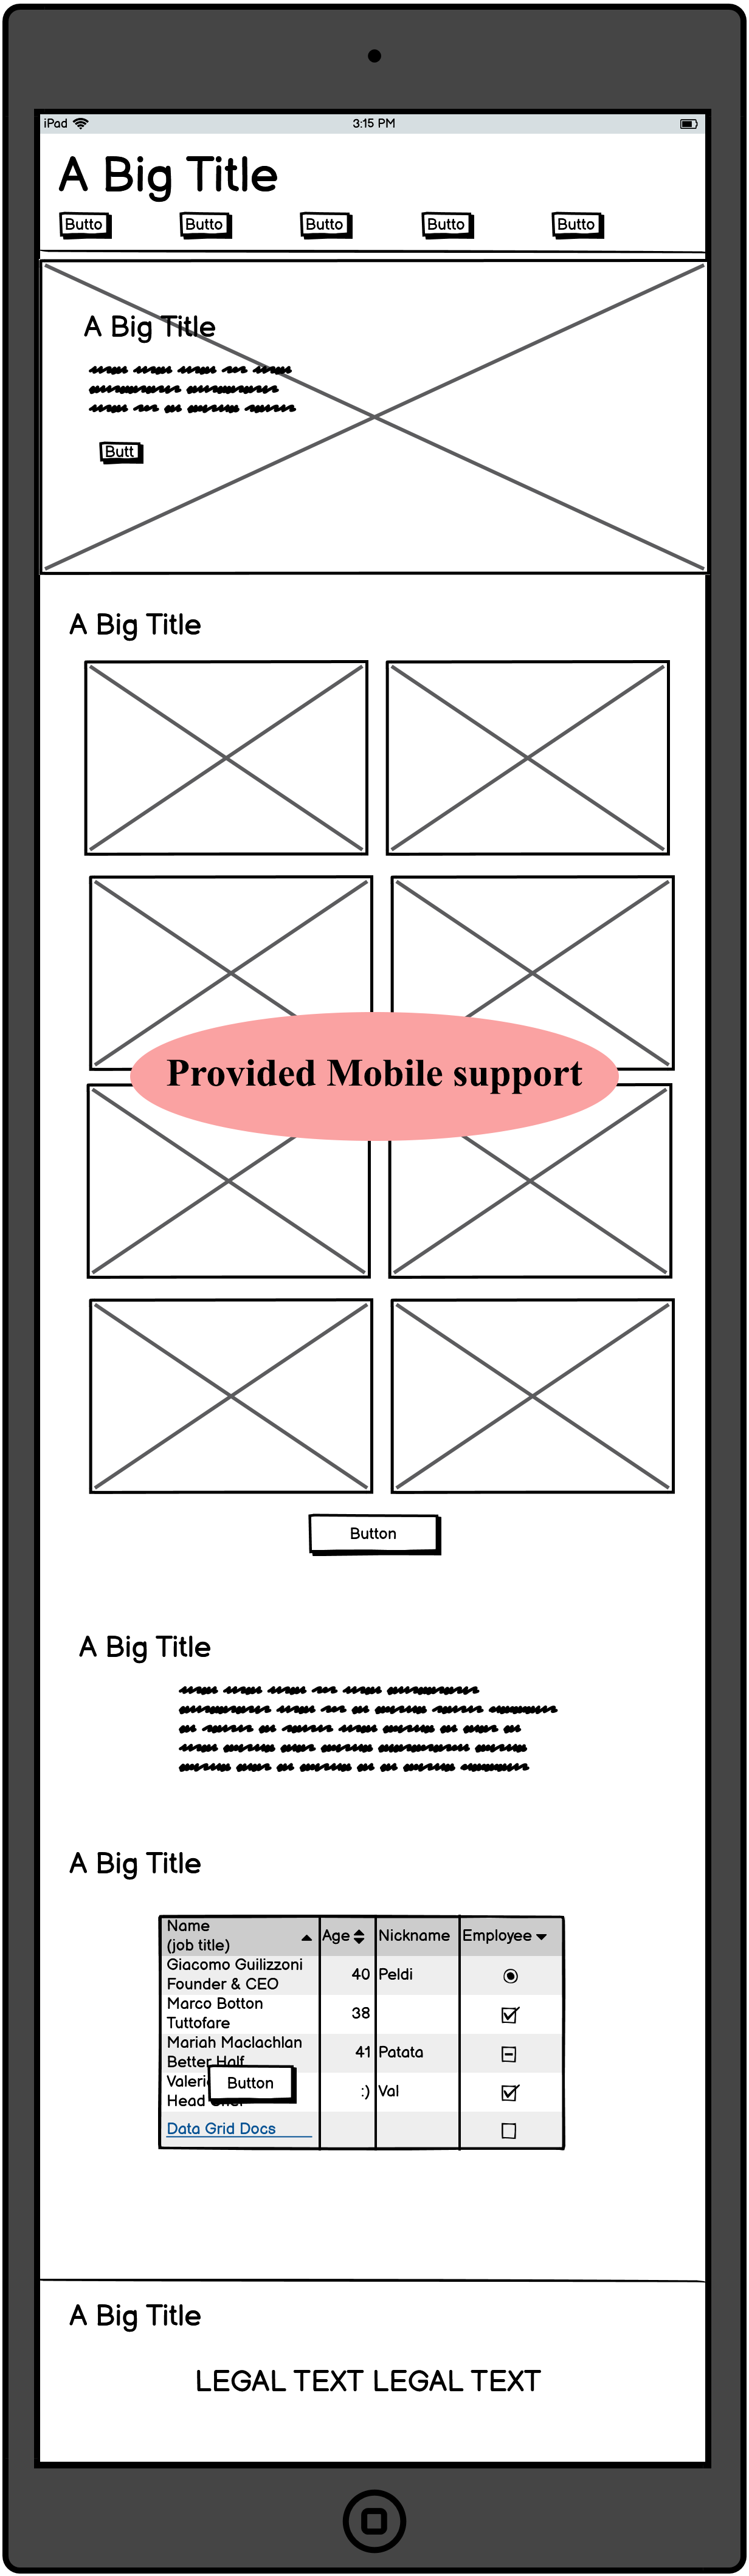 iPad 3:15 PM
A Big Title
Butto Butto Butto Butto Butto
A Big Title
Butt
A Big Title
Provided Mobile support
Button
A Big Title
A Big Title
Name
(job title) Age Nickname Employee
Giacomo Guilizzoni
Founder & CEO 40 Peldi
Marco Botton
Tuttofare 38
Mariah Maclachlan
Better Half 41 Patata
Valeri :) Val
Head Chef
Button
Data Grid Docs
A Big Title
LEGAL TEXT LEGAL TEXT